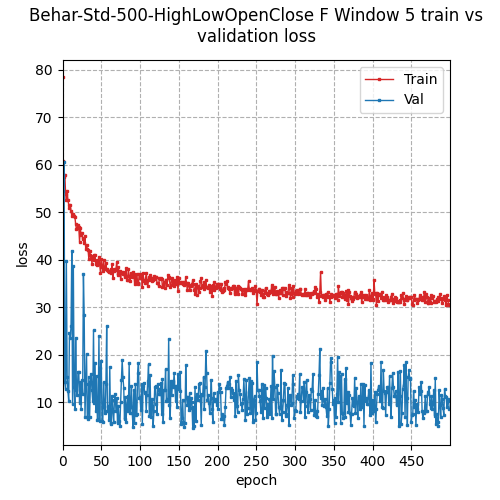 Behar-Std-500-HighLowOpenClose F Window 5 train vs
validation loss
Train
Val
80
70
60
50
40
30
20
10
loss
0 50 100 150 200 250 300 350 400 450
epoch